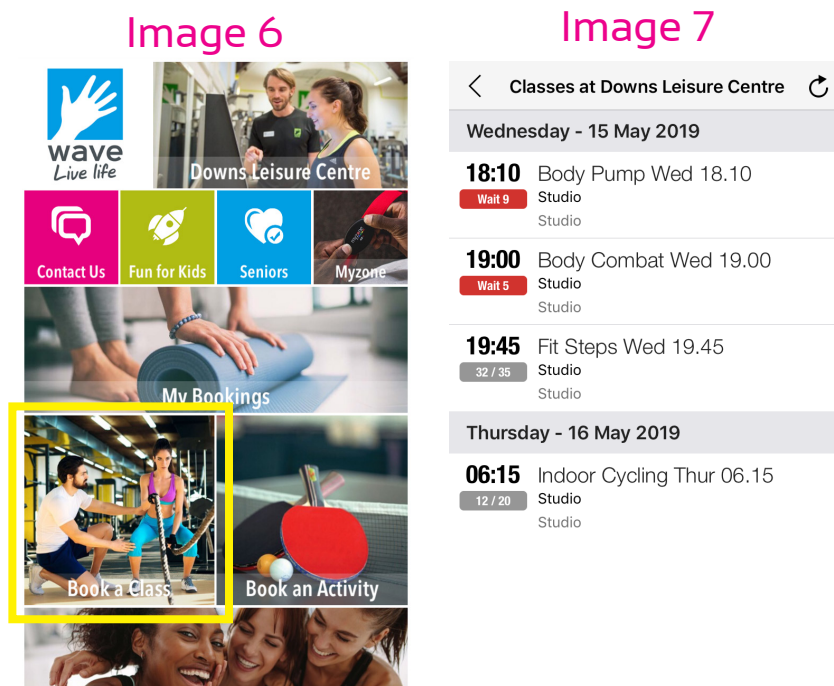 Image 6
wave
Live life
Downs Leisure Centre
Contact Us
Fun for Kids
Seniors
Myzone
My Bookings
Book a Class
Book an Activity
Image 7
Classes at Downs Leisure Centre
Wednesday - 15 May 2019
18:10 Body Pump Wed 18.10
Wait 9 Studio
Studio
19:00 Body Combat Wed 19.00
Wait 5 Studio
Studio
19:45 Fit Steps Wed 19.45
32 / 35 Studio
Studio
Thursday - 16 May 2019
06:15 Indoor Cycling Thur 06.15
12 / 20 Studio
Studio